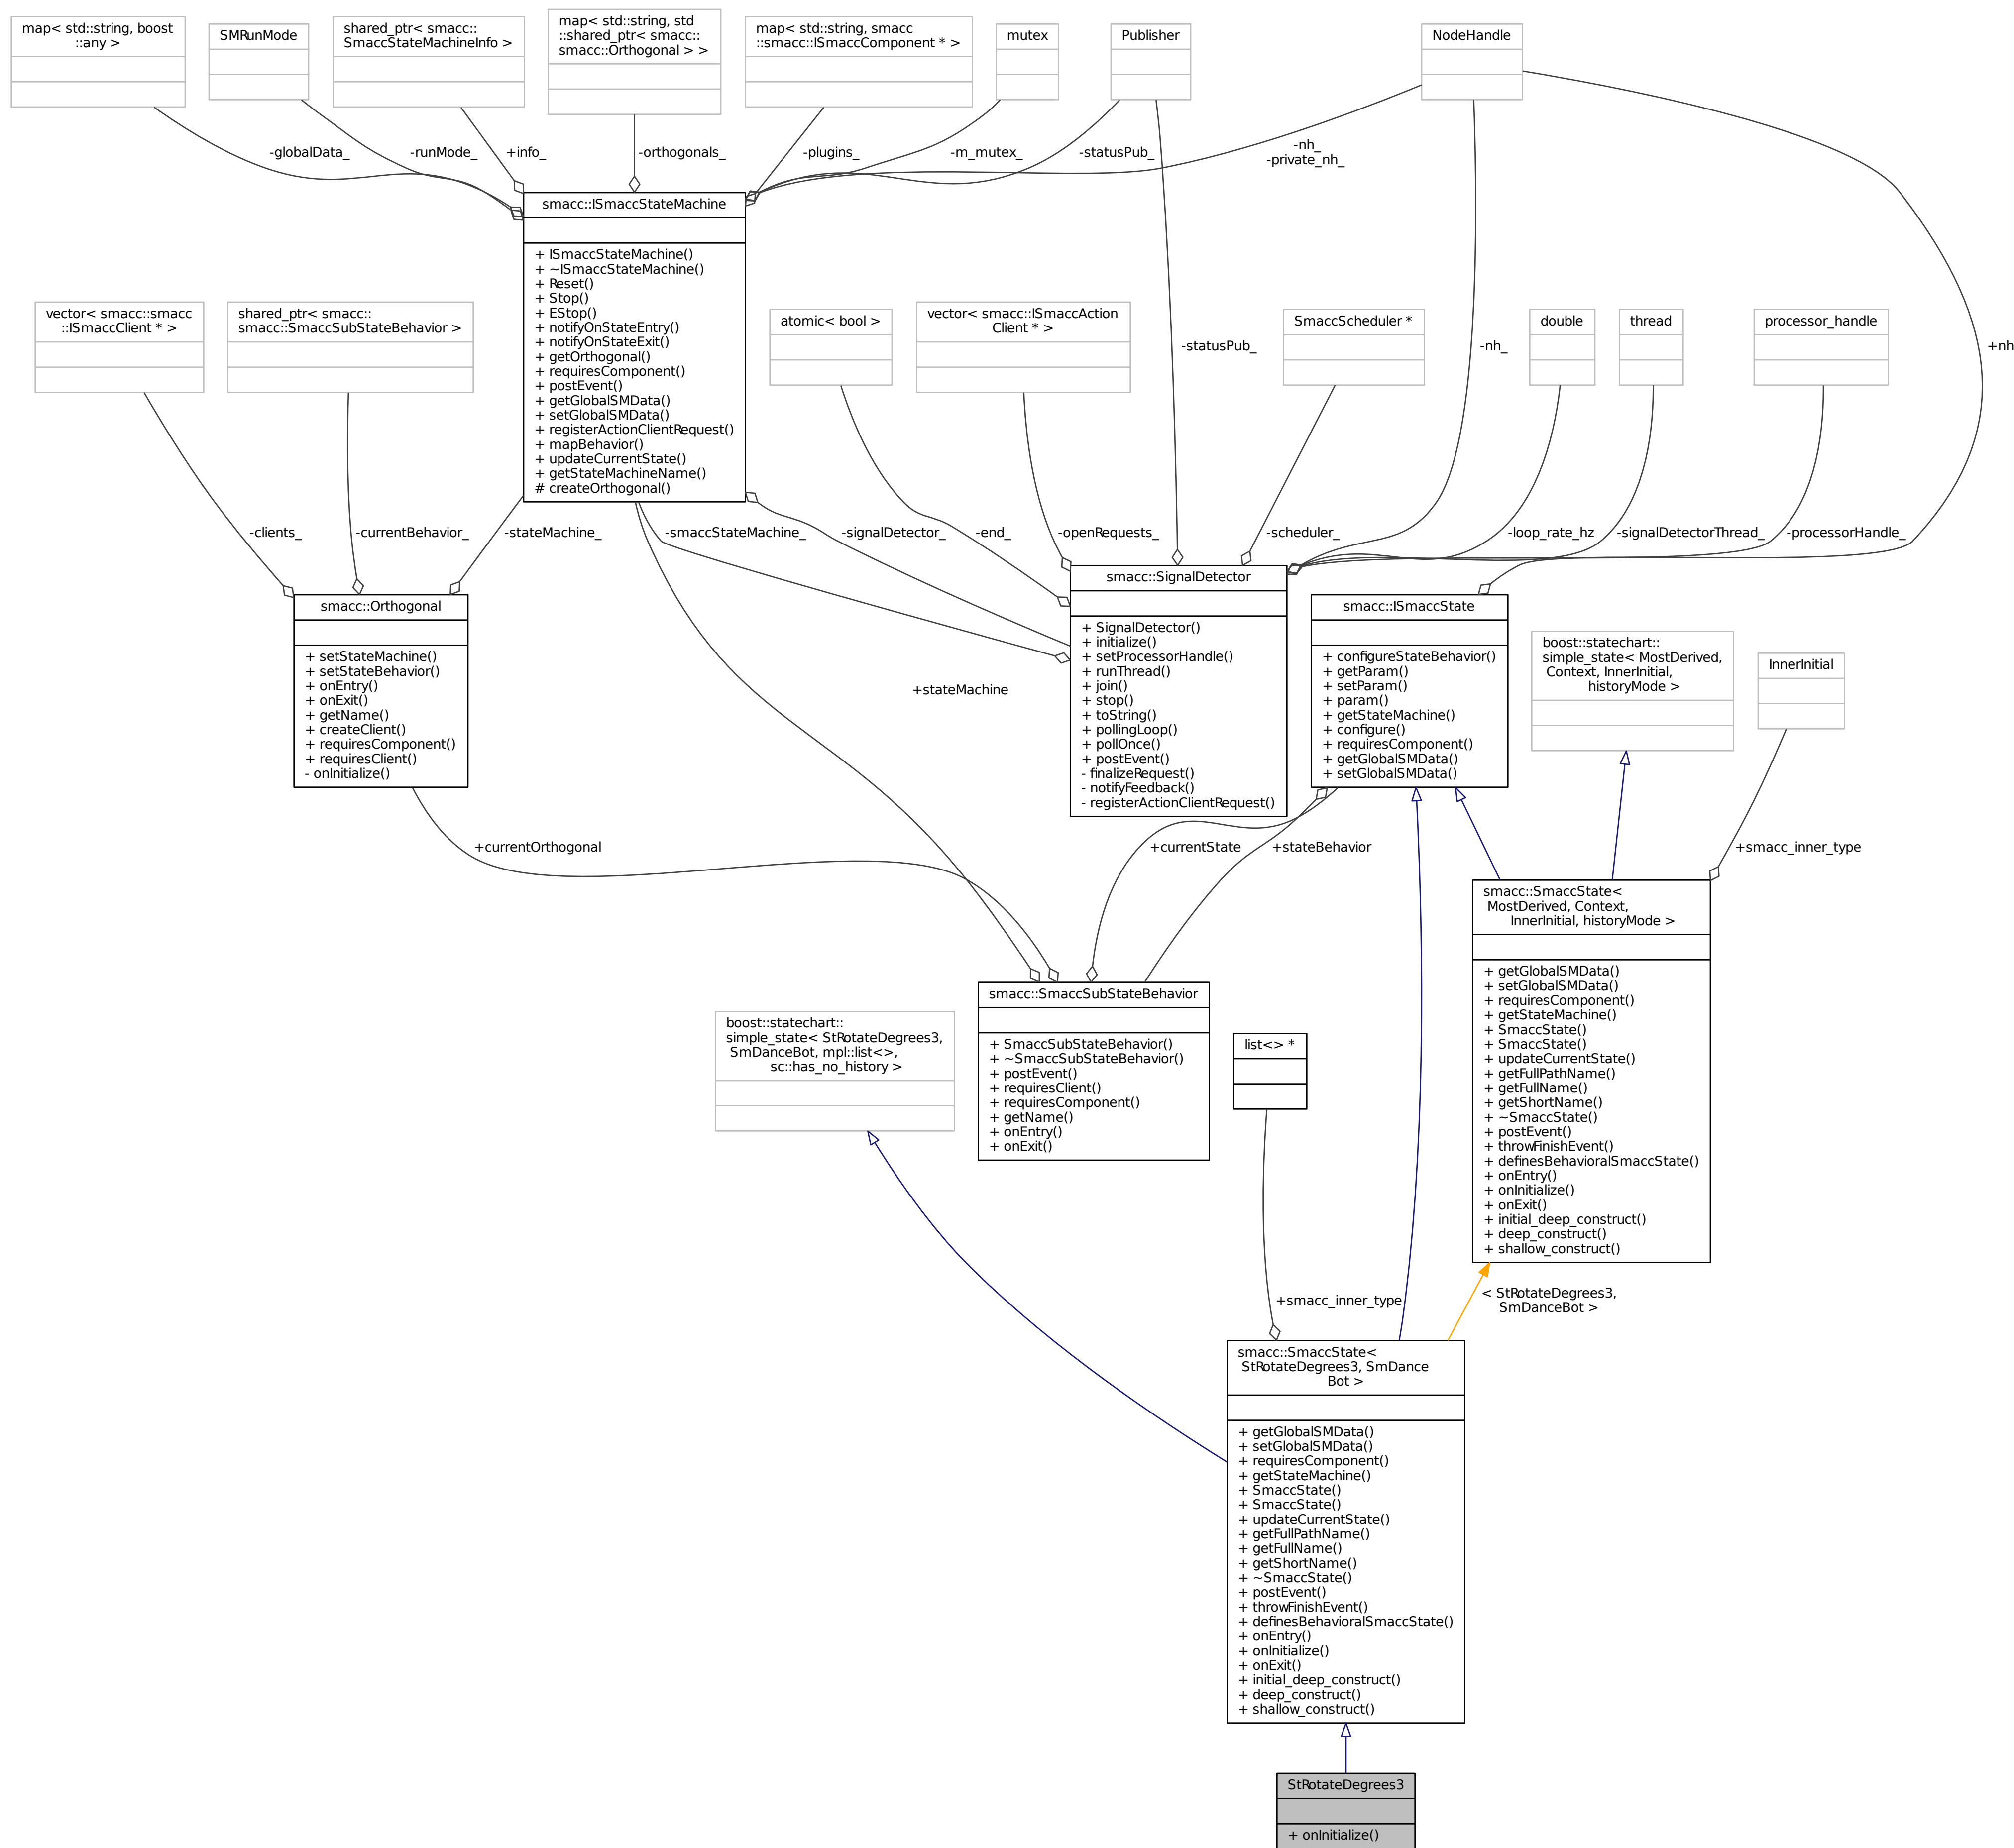 map< std::string, boost
::any >
SMRunMode
shared_ptr< smacc::
SmaccStateMachineInfo >
map< std::string, std
::shared_ptr< smacc::
smacc::Orthogonal > >
map< std::string, smacc
::smacc::ISmaccComponent * >
mutex
Publisher
NodeHandle
-globalData_
-runMode_
+info_
-orthogonals_
-plugins_
-m_mutex_
-statusPub_
-nh_
-private_nh_
smacc::ISmaccStateMachine
+ ISmaccStateMachine()
+ ~ISmaccStateMachine()
+ Reset()
+ Stop()
+ EStop()
+ notifyOnStateEntry()
+ notifyOnStateExit()
+ getOrthogonal()
+ requiresComponent()
+ postEvent()
+ getGlobalSMData()
+ setGlobalSMData()
+ registerActionClientRequest()
+ mapBehavior()
+ updateCurrentState()
+ getStateMachineName()
# createOrthogonal()
vector< smacc::smacc
::ISmaccClient * >
shared_ptr< smacc::
smacc::SmaccSubStateBehavior >
atomic< bool >
vector< smacc::ISmaccAction
Client * >
SmaccScheduler *
double
thread
processor_handle
-statusPub_
-nh_
+nh
-clients_
-currentBehavior_
-stateMachine_
-smaccStateMachine_
-signalDetector_
-end_
-openRequests_
-scheduler_
-loop_rate_hz
-signalDetectorThread_
-processorHandle_
smacc::Orthogonal
+ setStateMachine()
+ setStateBehavior()
+ onEntry()
+ onExit()
+ getName()
+ createClient()
+ requiresComponent()
+ requiresClient()
- onInitialize()
smacc::SignalDetector
+ SignalDetector()
+ initialize()
+ setProcessorHandle()
+ runThread()
+ join()
+ stop()
+ toString()
+ pollingLoop()
+ pollOnce()
+ postEvent()
- finalizeRequest()
- notifyFeedback()
- registerActionClientRequest()
smacc::ISmaccState
+ configureStateBehavior()
+ getParam()
+ setParam()
+ param()
+ getStateMachine()
+ configure()
+ requiresComponent()
+ getGlobalSMData()
+ setGlobalSMData()
boost::statechart::
simple_state< MostDerived,
Context, InnerInitial,
historyMode >
InnerInitial
+stateMachine
+currentOrthogonal
+currentState
+stateBehavior
+smacc_inner_type
smacc::SmaccState<
MostDerived, Context,
InnerInitial, historyMode >
+ getGlobalSMData()
+ setGlobalSMData()
+ requiresComponent()
+ getStateMachine()
+ SmaccState()
+ SmaccState()
+ updateCurrentState()
+ getFullPathName()
+ getFullName()
+ getShortName()
+ ~SmaccState()
+ postEvent()
+ throwFinishEvent()
+ definesBehavioralSmaccState()
+ onEntry()
+ onInitialize()
+ onExit()
+ initial_deep_construct()
+ deep_construct()
+ shallow_construct()
smacc::SmaccSubStateBehavior
+ SmaccSubStateBehavior()
+ ~SmaccSubStateBehavior()
+ postEvent()
+ requiresClient()
+ requiresComponent()
+ getName()
+ onEntry()
+ onExit()
boost::statechart::
simple_state< StRotateDegrees3,
SmDanceBot, mpl::list<>,
sc::has_no_history >
list<> *
+smacc_inner_type
< StRotateDegrees3,
SmDanceBot >
smacc::SmaccState<
StRotateDegrees3, SmDance
Bot >
+ getGlobalSMData()
+ setGlobalSMData()
+ requiresComponent()
+ getStateMachine()
+ SmaccState()
+ SmaccState()
+ updateCurrentState()
+ getFullPathName()
+ getFullName()
+ getShortName()
+ ~SmaccState()
+ postEvent()
+ throwFinishEvent()
+ definesBehavioralSmaccState()
+ onEntry()
+ onInitialize()
+ onExit()
+ initial_deep_construct()
+ deep_construct()
+ shallow_construct()
StRotateDegrees3
+ onInitialize()